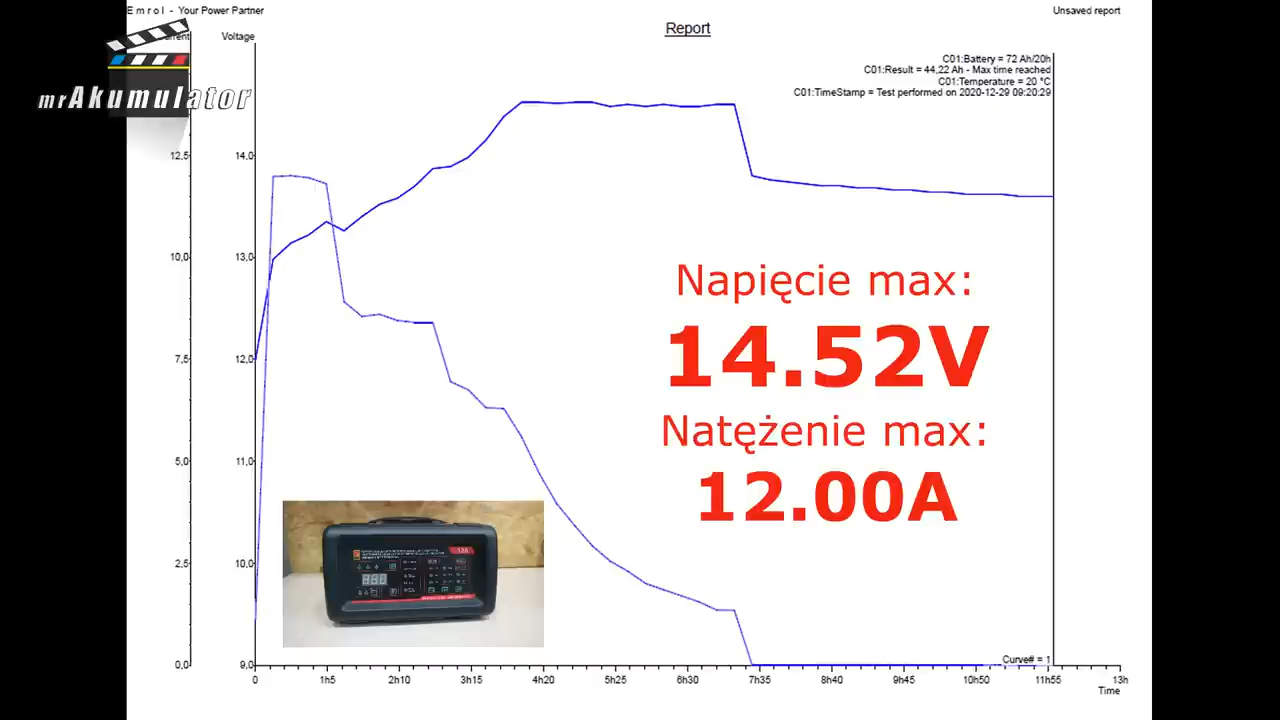 E m r o l - Your Power Partner
Unsaved report
Report
Voltage
mrAkumulator
C01:Battery = 72 Ah/20h
C01:Result = 44,22 Ah - Max time reached
C01:Temperature = 20 °C
C01:TimeStamp = Test performed on 2020-12-29 09:20:29
12,5
14,0
10,0
13,0
7,5
12,0
5,0
11,0
2,5
10,0
0,0
9,0
Napięcie max:
14.52V
Natężenie max:
12.00A
12A
Curve# = 1
0 1h5 2h10 3h15 4h20 5h25 6h30 7h35 8h40 9h45 10h50 11h55 13h
Time